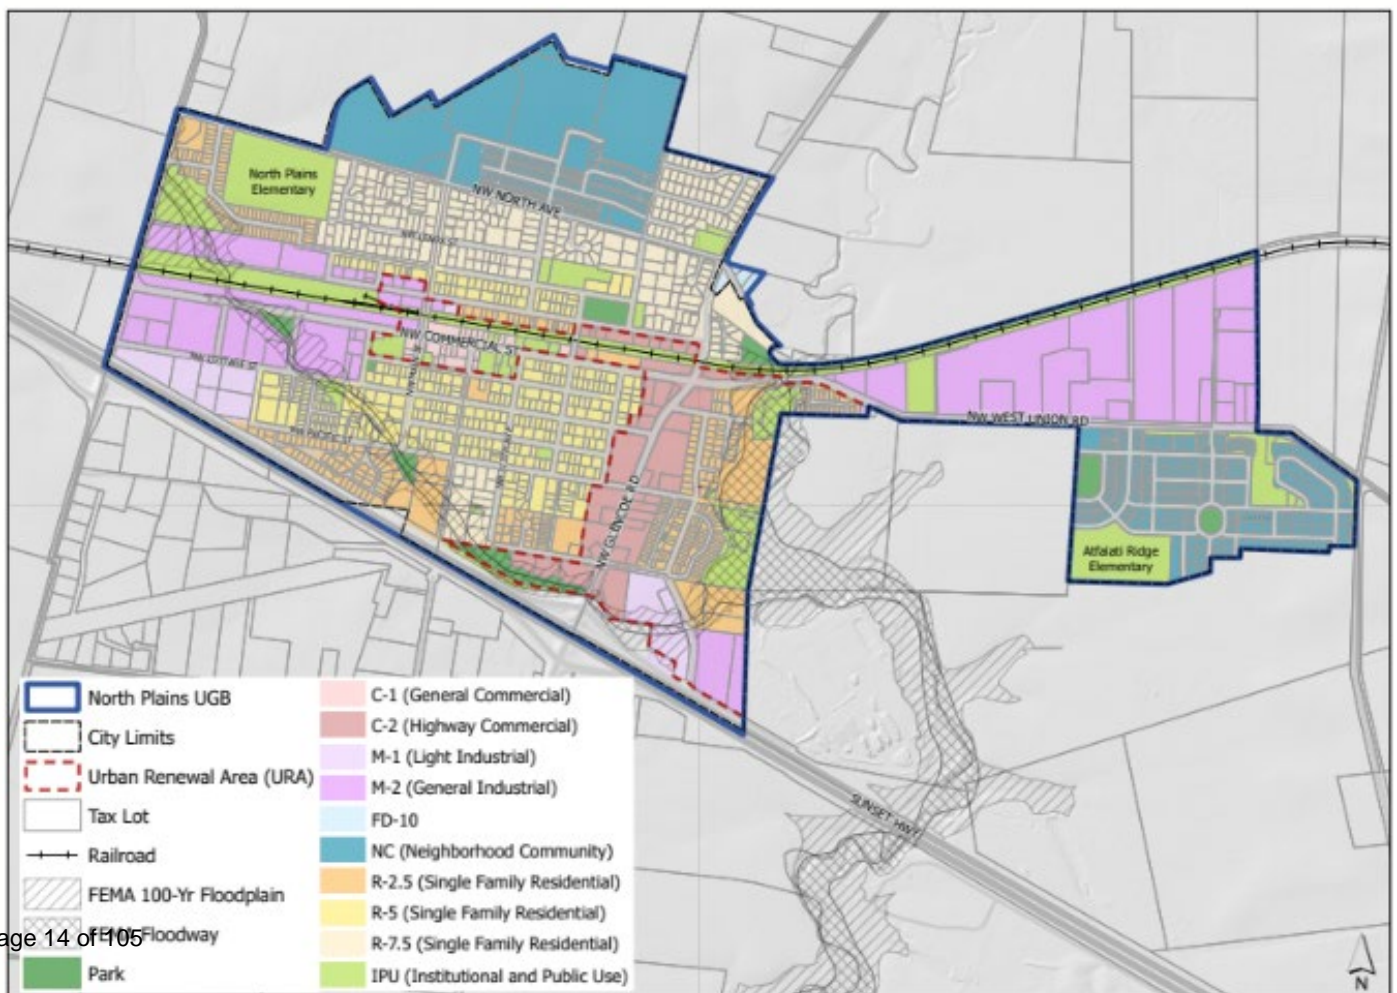 North Plains
Elementary
NW NORTH AVE
NW COMMERCIAL ST
NW WEST UNION RD
NW GLENCOE RD
Atfalati Ridge
Elementary
SUNSET HWY
North Plains UGB
City Limits
Urban Renewal Area (URA)
Tax Lot
Railroad
FEMA 100-Yr Floodplain
FEMA Floodway
Park
C-1 (General Commercial)
C-2 (Highway Commercial)
M-1 (Light Industrial)
M-2 (General Industrial)
FD-10
NC (Neighborhood Community)
R-2.5 (Single Family Residential)
R-5 (Single Family Residential)
R-7.5 (Single Family Residential)
IPU (Institutional and Public Use)
age 14 of 105
N